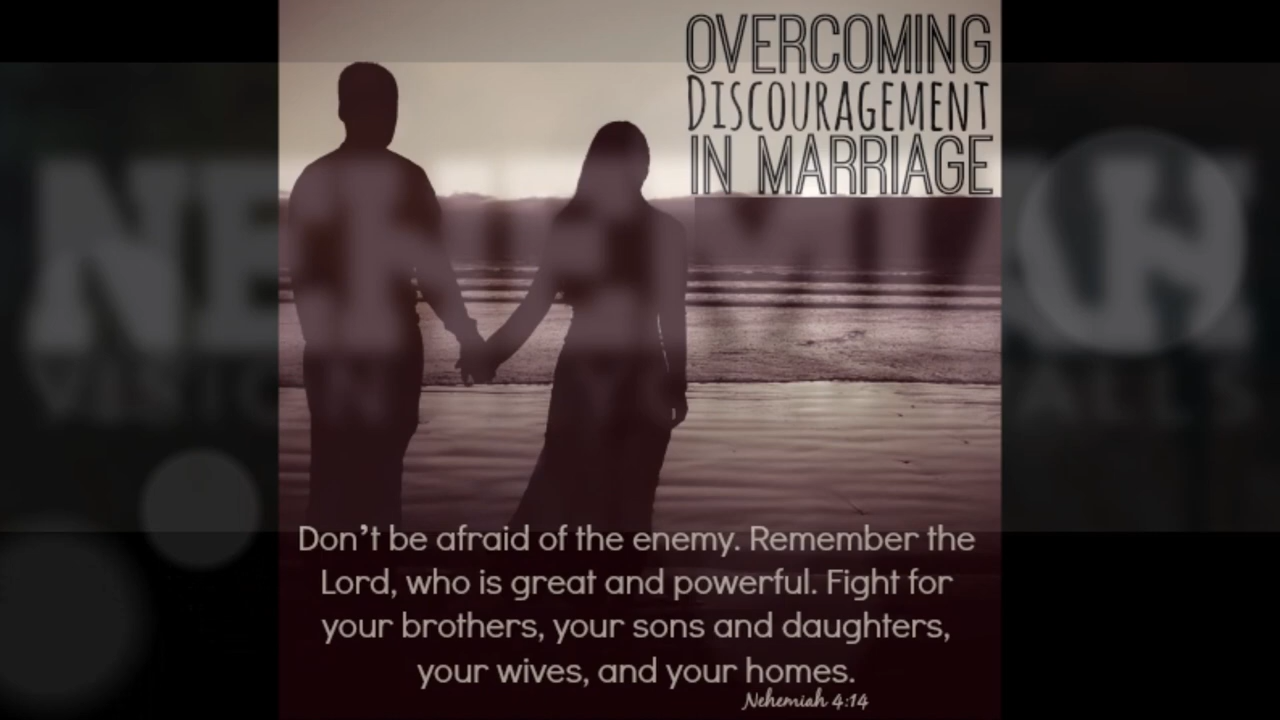 OVERCOMING
DISCOURAGEMENT
IN MARRIAGE
NEHEMIAH
Don't be afraid of the enemy. Remember the
Lord, who is great and powerful. Fight for
your brothers, your sons and daughters,
your wives, and your homes.
Nehemiah 4:14